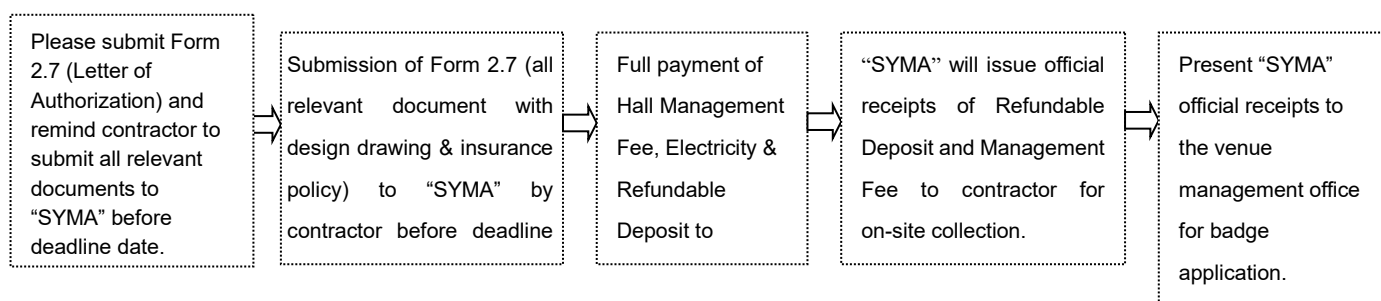 Please submit Form
2.7 (Letter of
Authorization) and
remind contractor to
submit all relevant
documents to
“SYMA” before
deadline date.
Submission of Form 2.7 (all
relevant document with
design drawing & insurance
policy) to “SYMA” by
contractor before deadline
Full payment of
Hall Management
Fee, Electricity &
Refundable
Deposit to
“SYMA” will issue official
receipts of Refundable
Deposit and Management
Fee to contractor for
on-site collection.
Present “SYMA”
official receipts to
the venue
management office
for badge
application.